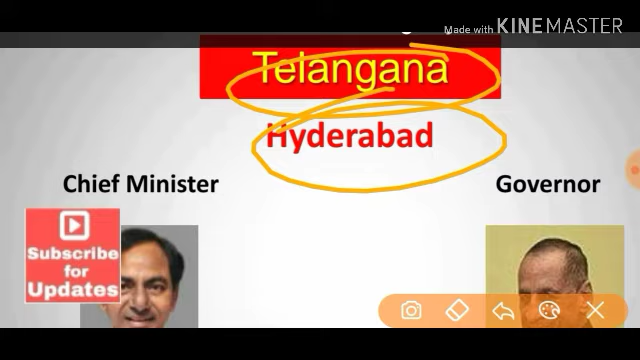 Made with KINEMASTER
Telangana
Hyderabad
Chief Minister
Governor
Subscribe
for
Updates